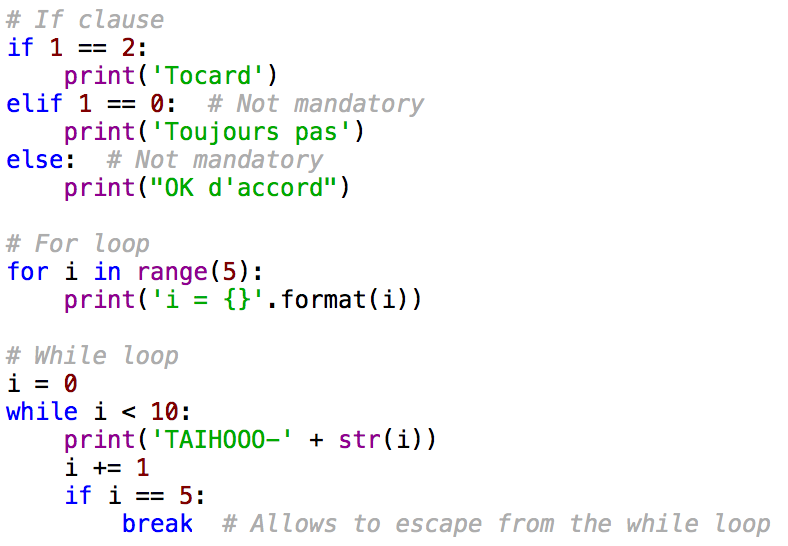 # If clause
if 1 == 2:
    print('Tocard')
elif 1 == 0:  # Not mandatory
    print('Toujours pas')
else:  # Not mandatory
    print("OK d'accord")

# For loop
for i in range(5):
    print('i = {}'.format(i))

# While loop
i = 0
while i < 10:
    print('TAIHOOO-' + str(i))
    i += 1
    if i == 5:
        break  # Allows to escape from the while loop